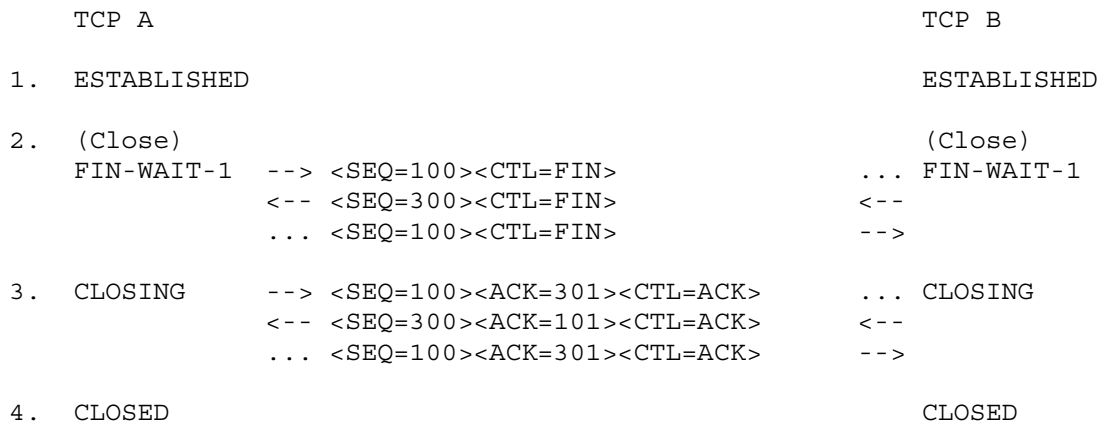 TCP A                                                TCP B
1.  ESTABLISHED                                          ESTABLISHED
2.  (Close)                                              (Close)
    FIN-WAIT-1  --> <SEQ=100><CTL=FIN>               ... FIN-WAIT-1
                <-- <SEQ=300><CTL=FIN>               <--
                ... <SEQ=100><CTL=FIN>               -->
3.  CLOSING     --> <SEQ=100><ACK=301><CTL=ACK>      ... CLOSING
                <-- <SEQ=300><ACK=101><CTL=ACK>      <--
                ... <SEQ=100><ACK=301><CTL=ACK>      -->
4.  CLOSED                                               CLOSED